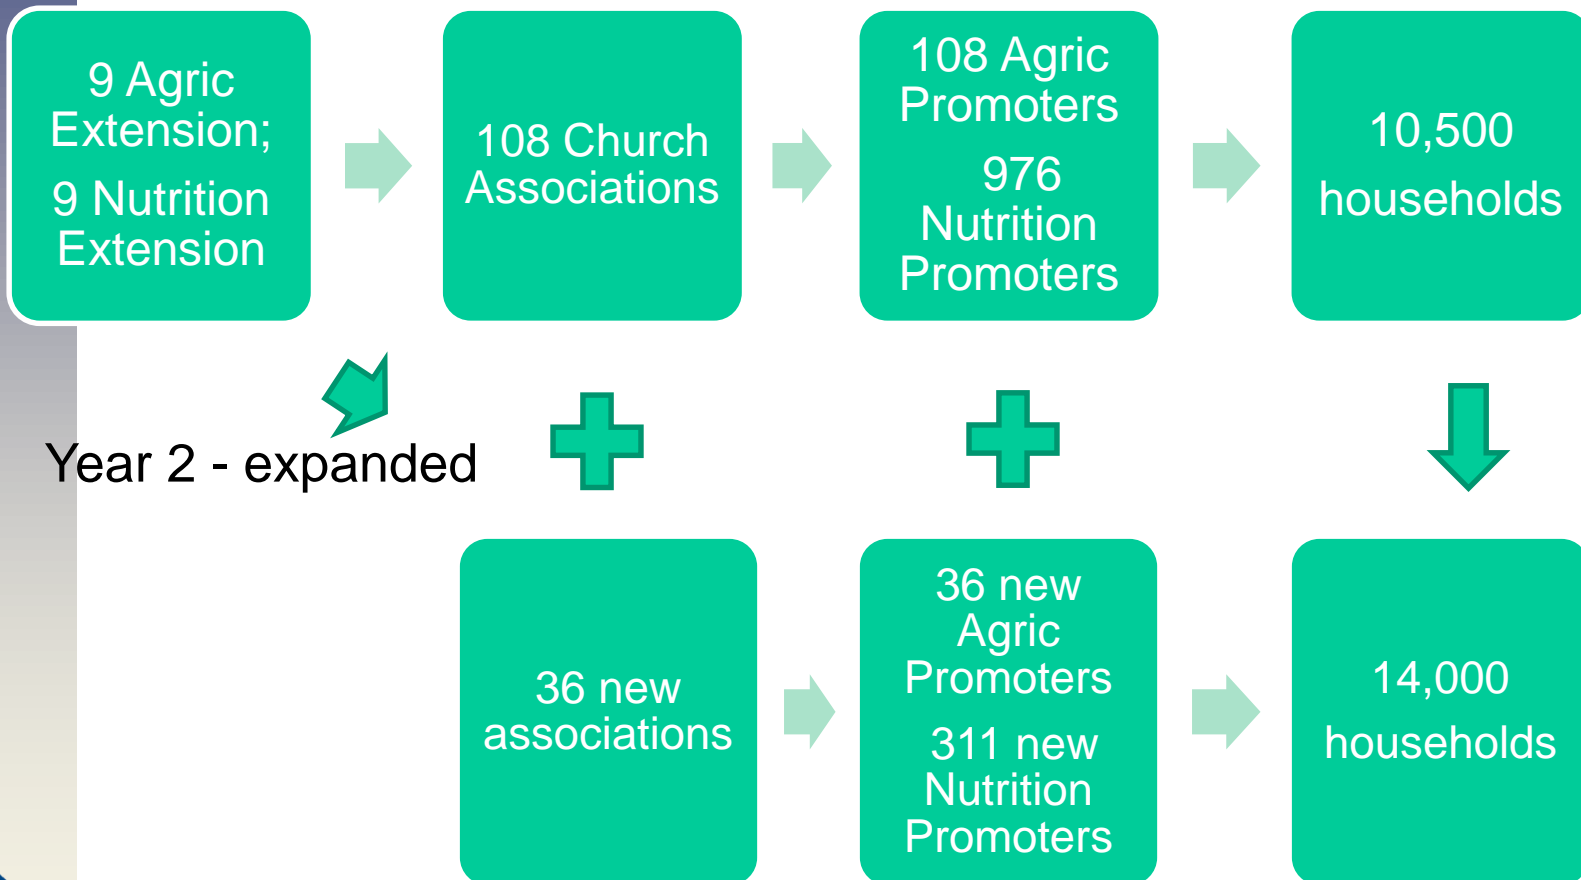 9 Agric
Extension;
9 Nutrition
Extension
108 Church
Associations
108 Agric
Promoters
976
Nutrition
Promoters
10,500
households
Year 2 - expanded
36 new
associations
36 new
Agric
Promoters
311 new
Nutrition
Promoters
14,000
households